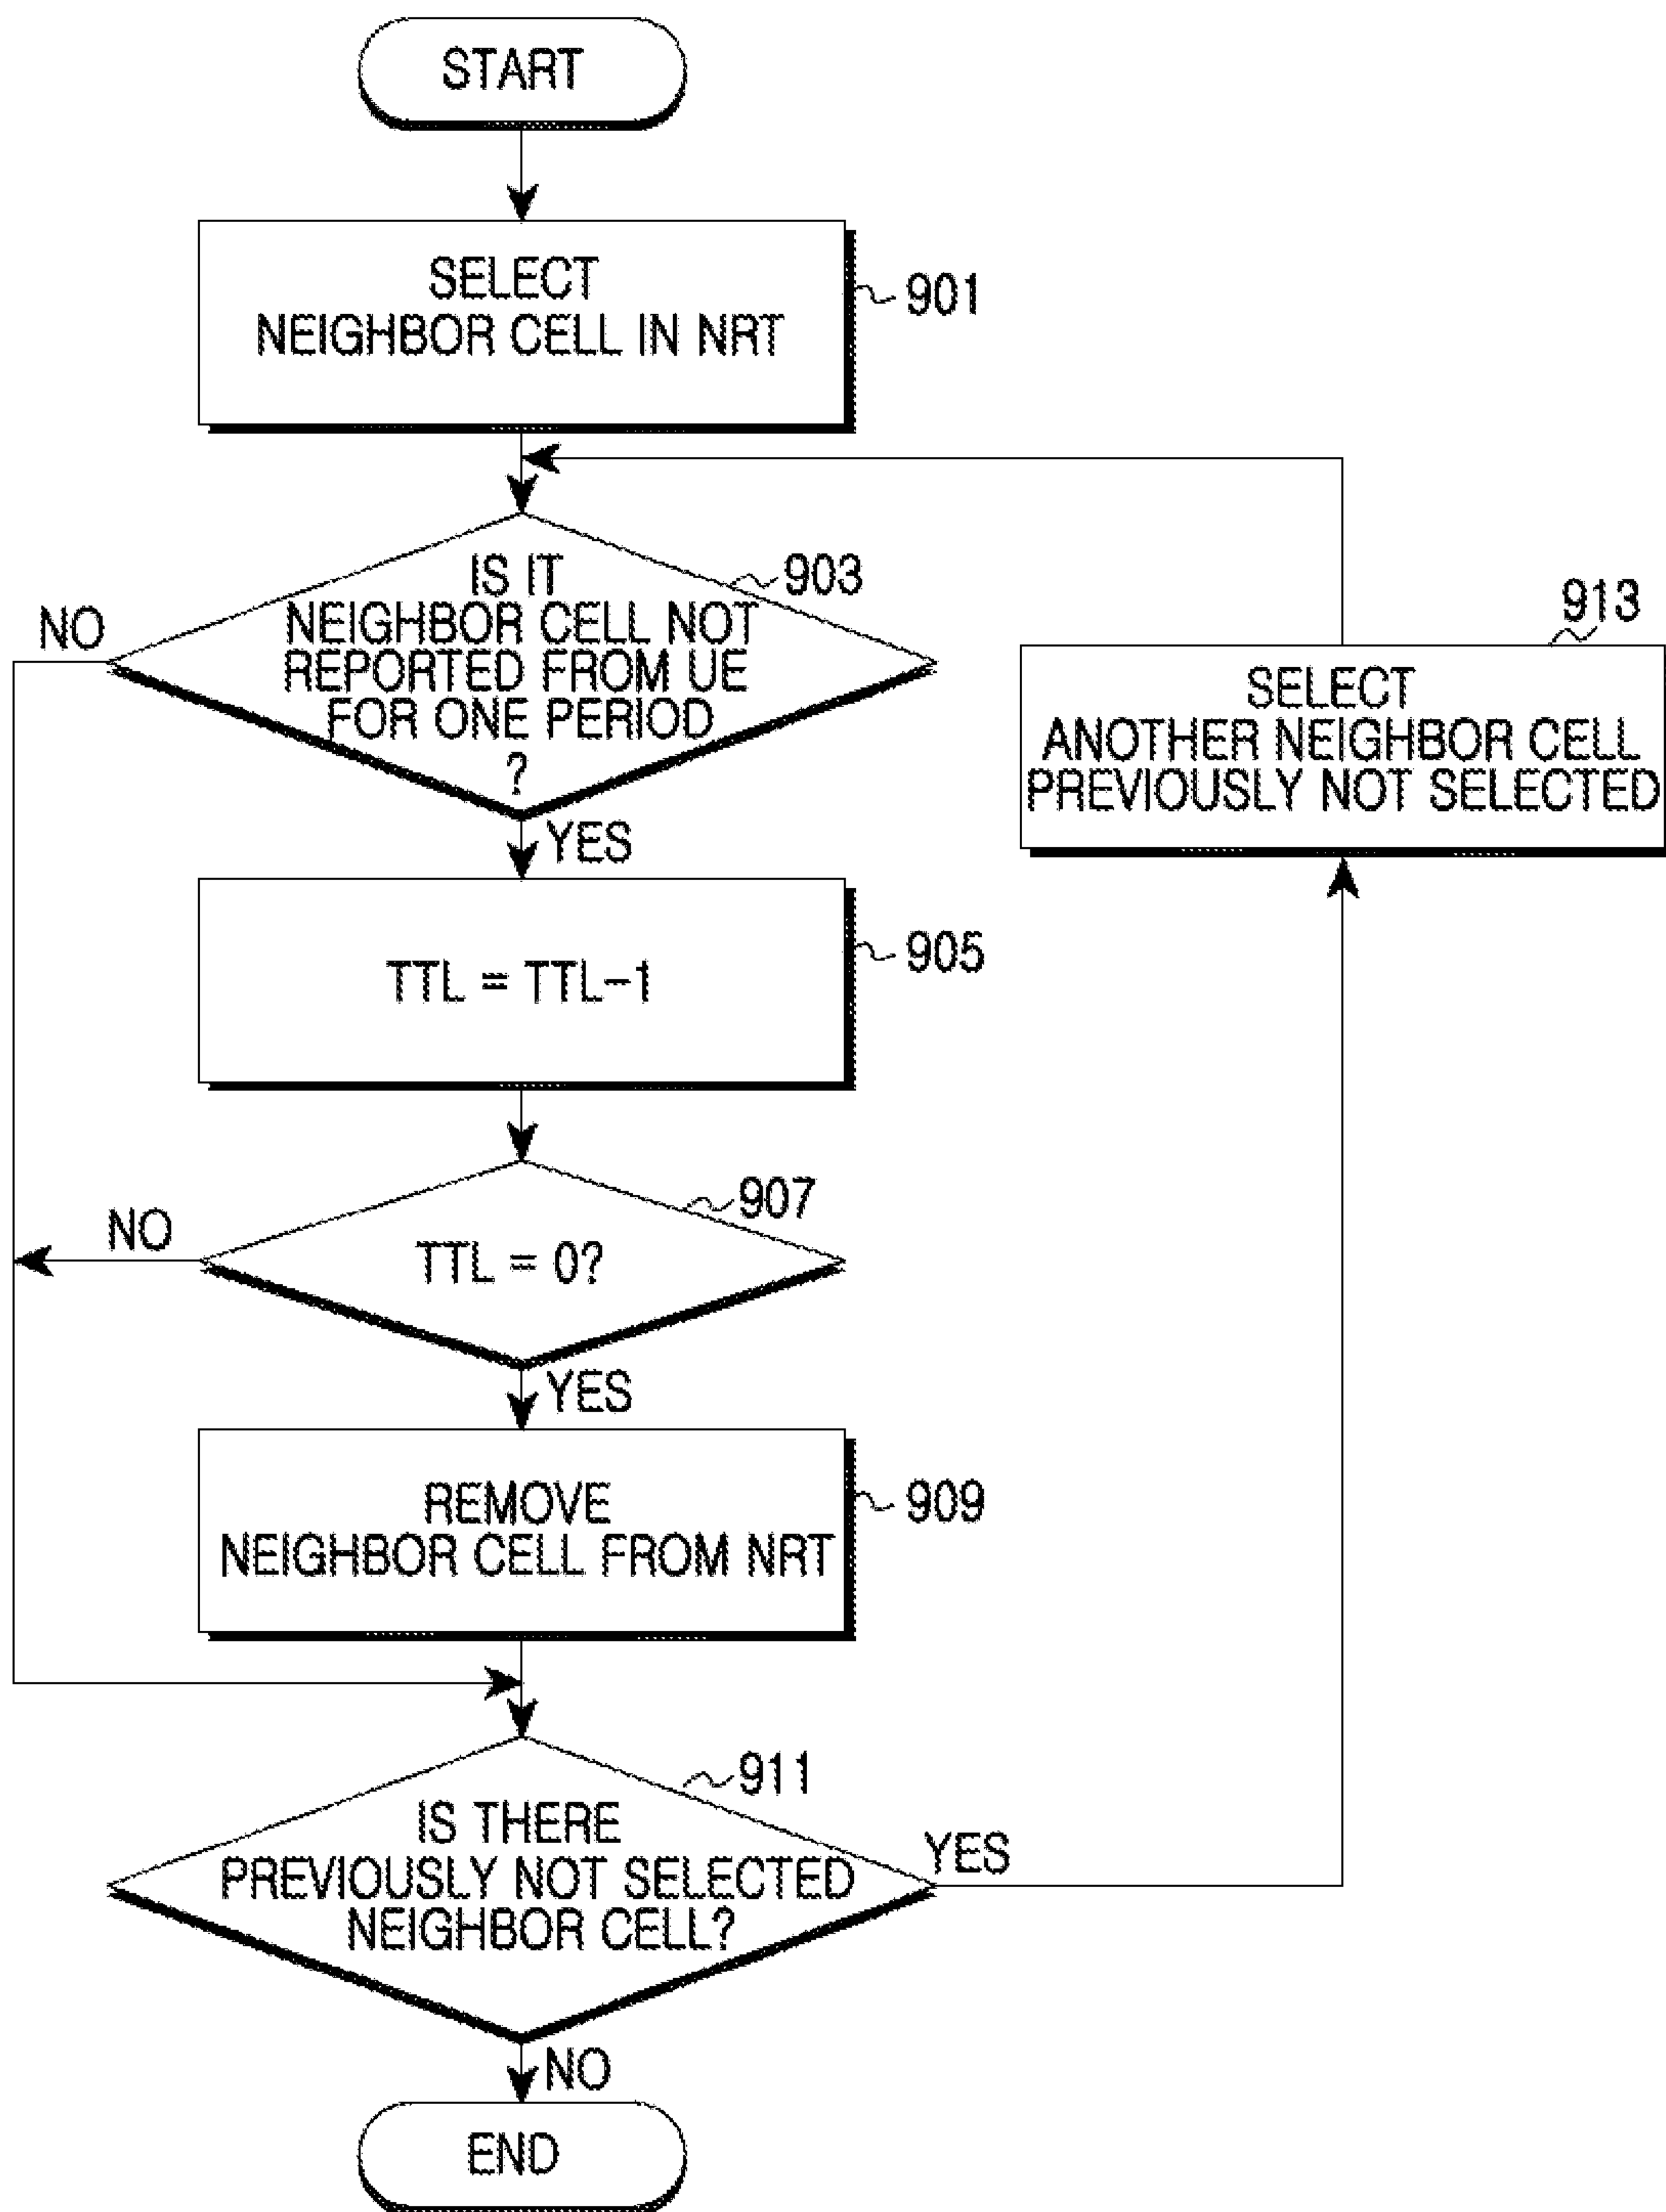 START
SELECT
NEIGHBOR CELL IN NRT
901
IS IT
NEIGHBOR CELL NOT
REPORTED FROM UE
FOR ONE PERIOD
?
903
NO
YES
913
SELECT
ANOTHER NEIGHBOR CELL
PREVIOUSLY NOT SELECTED
TTL = TTL-1
905
TTL = 0?
907
NO
YES
REMOVE
NEIGHBOR CELL FROM NRT
909
IS THERE
PREVIOUSLY NOT SELECTED
NEIGHBOR CELL?
911
YES
NO
END